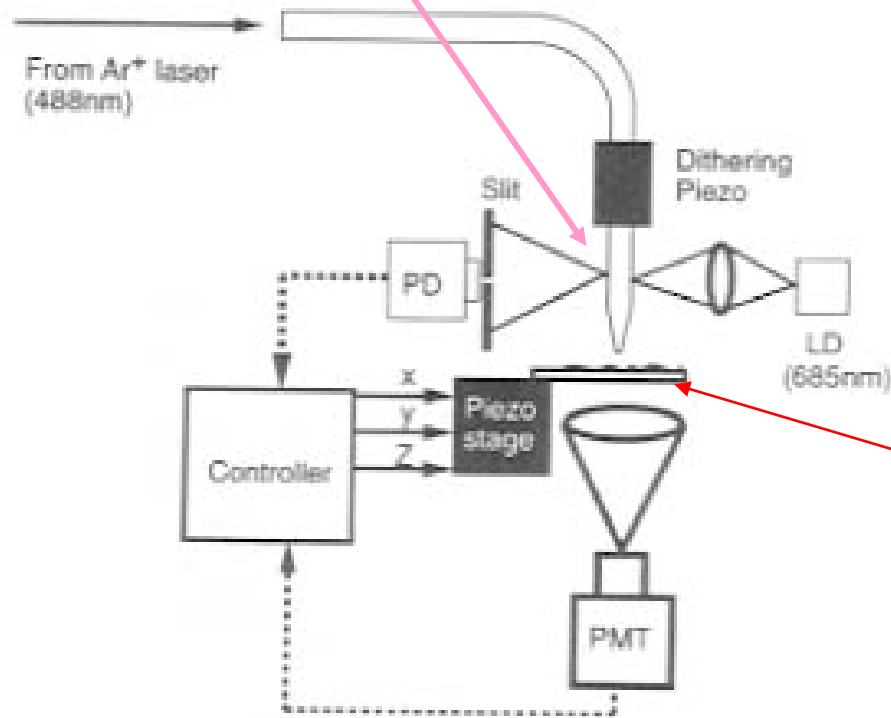 From Ar⁺ laser
(488nm)
Dithering
Piezo
Slit
PD
LD
(685nm)
X
Y
Z
Piezo
stage
Controller
PMT